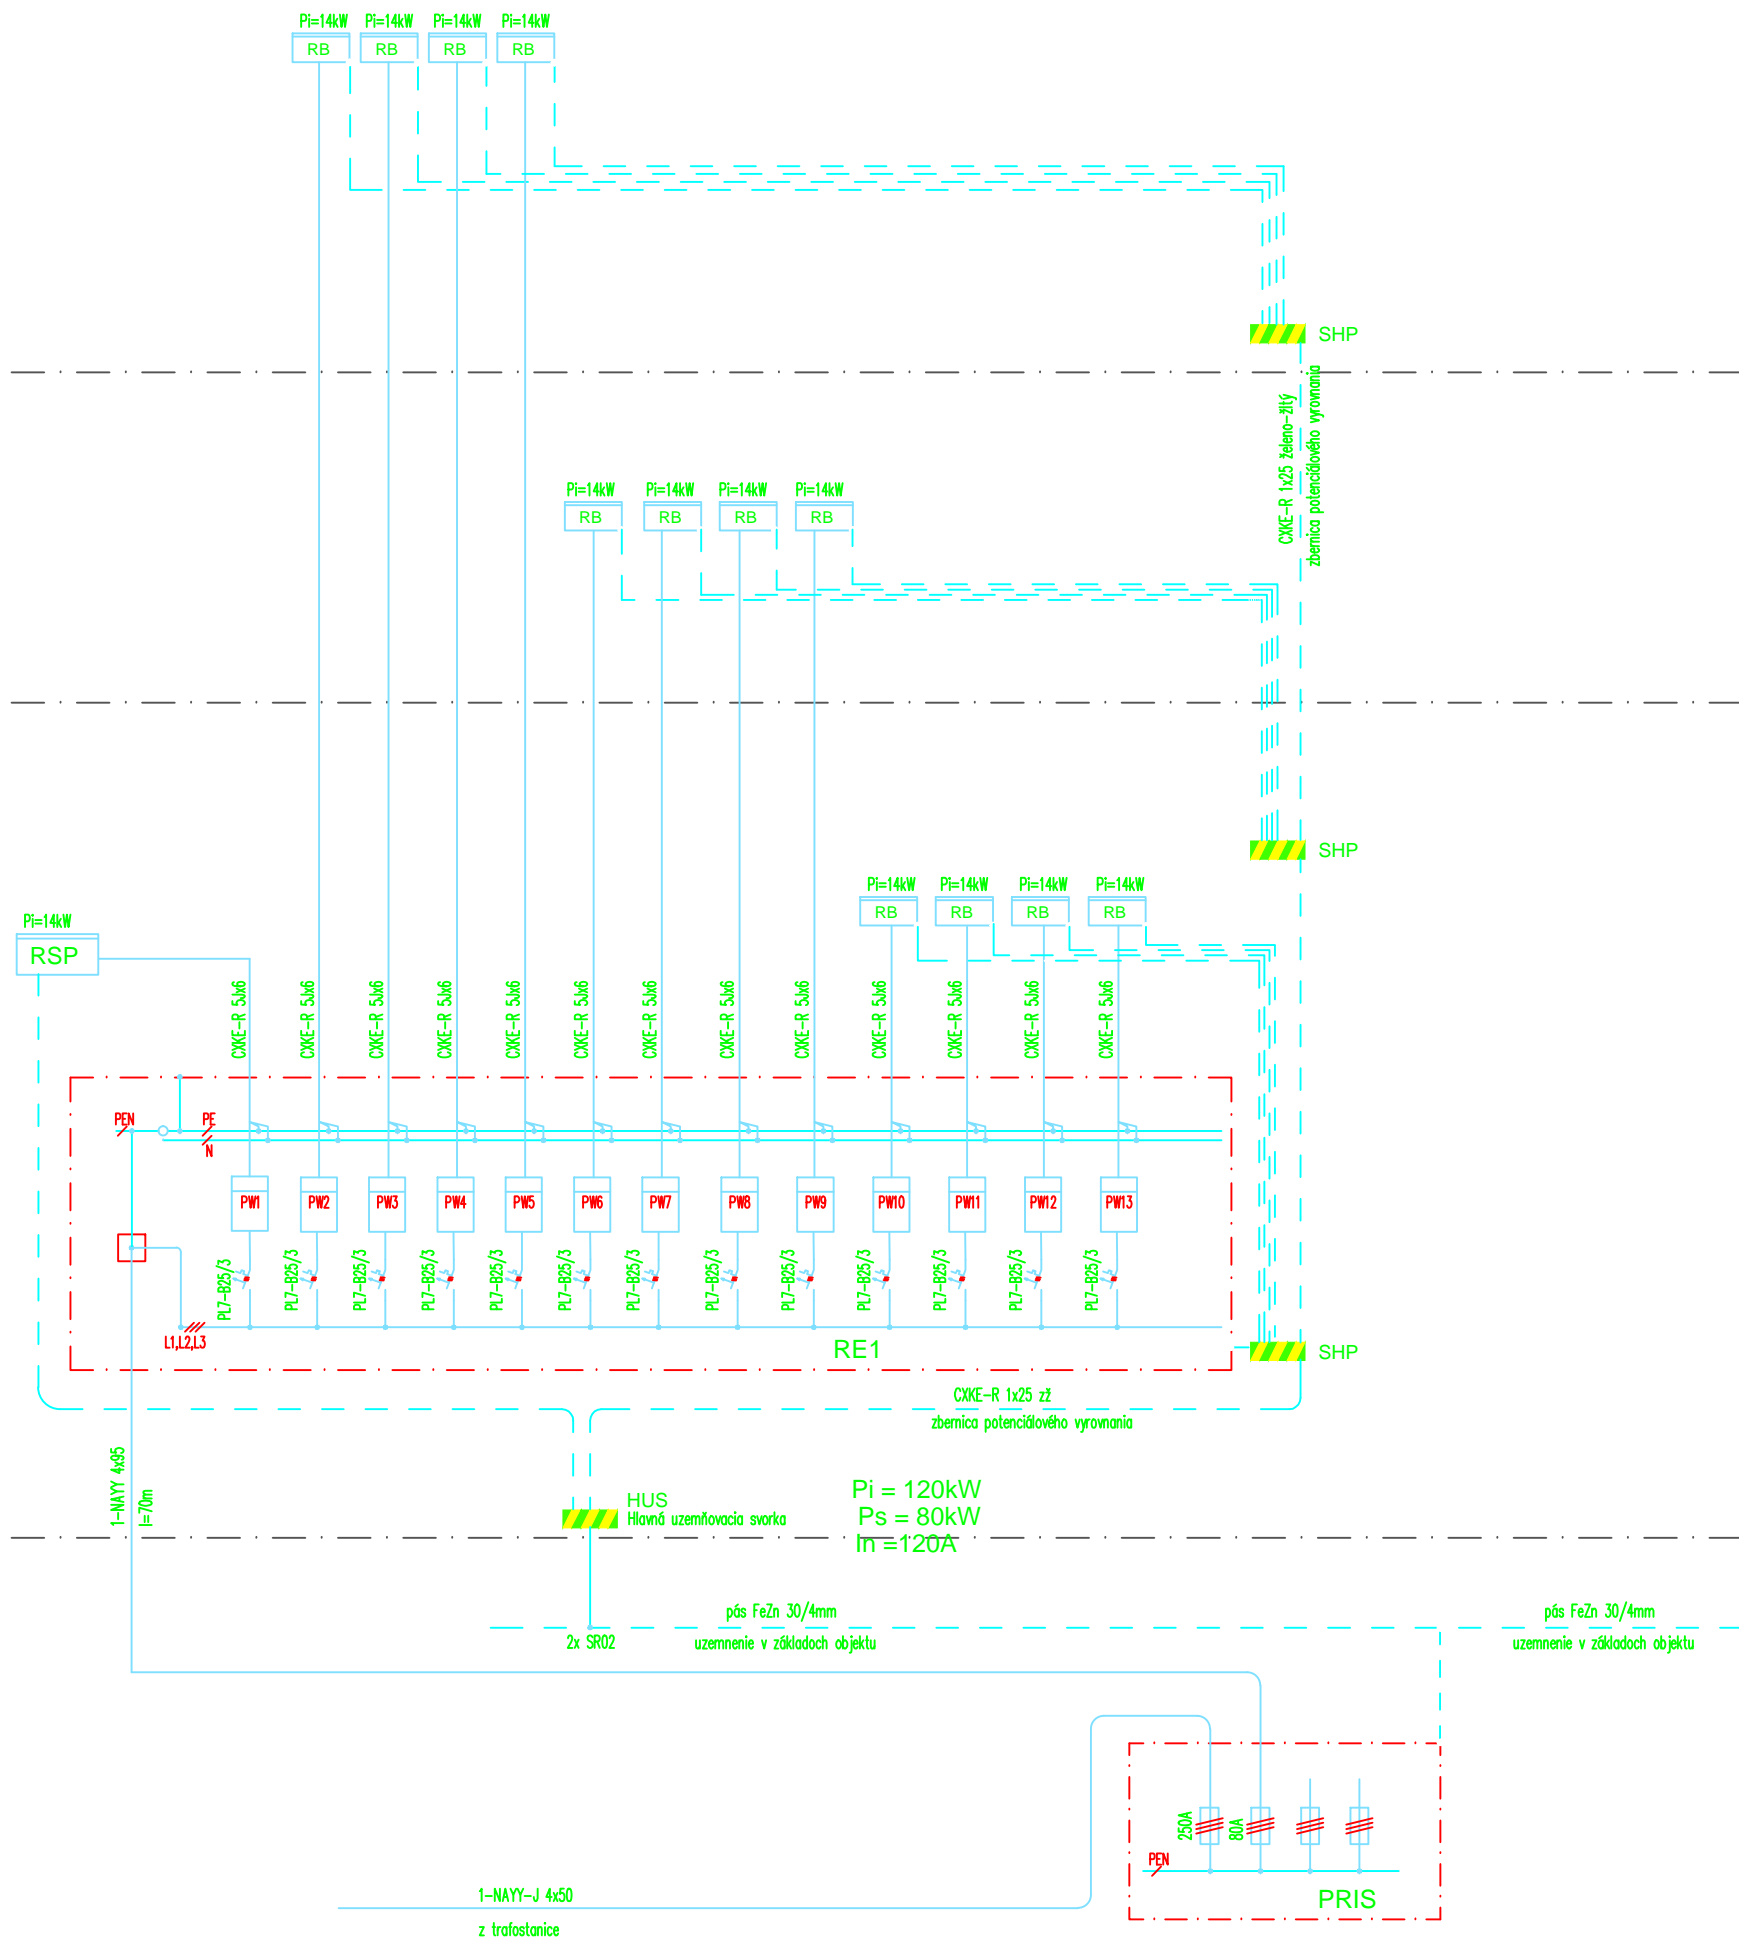 Pi=14kW Pi=14kW Pi=14kW Pi=14kW
RB RB RB RB
SHP
CXKE-R 1x25 želeno-žltý
zbernica potenciálového vyrovnania
Pi=14kW Pi=14kW Pi=14kW Pi=14kW
RB RB RB RB
SHP
Pi=14kW Pi=14kW Pi=14kW Pi=14kW
RB RB RB RB
Pi=14kW
RSP
CXKE-R 5Jx6 CXKE-R 5Jx6 CXKE-R 5Jx6 CXKE-R 5Jx6 CXKE-R 5Jx6 CXKE-R 5Jx6 CXKE-R 5Jx6 CXKE-R 5Jx6 CXKE-R 5Jx6 CXKE-R 5Jx6 CXKE-R 5Jx6 CXKE-R 5Jx6 CXKE-R 5Jx6
PEN PE
N
PW1 PW2 PW3 PW4 PW5 PW6 PW7 PW8 PW9 PW10 PW11 PW12 PW13
PL7-B25/3 PL7-B25/3 PL7-B25/3 PL7-B25/3 PL7-B25/3 PL7-B25/3 PL7-B25/3 PL7-B25/3 PL7-B25/3 PL7-B25/3 PL7-B25/3 PL7-B25/3 PL7-B25/3
L1,L2,L3
RE1
SHP
CXKE-R 1x25 zž
zbernica potenciálového vyrovnania
1-NAYY 4x95
l=70m
HUS
Hlavná uzemňovacia svorka
Pi = 120kW
Ps = 80kW
In =120A
pás FeZn 30/4mm
uzemnenie v základoch objektu
2x SR02
pás FeZn 30/4mm
uzemnenie v základoch objektu
250A 80A
PEN
PRIS
1-NAYY-J 4x50
z trafostanice